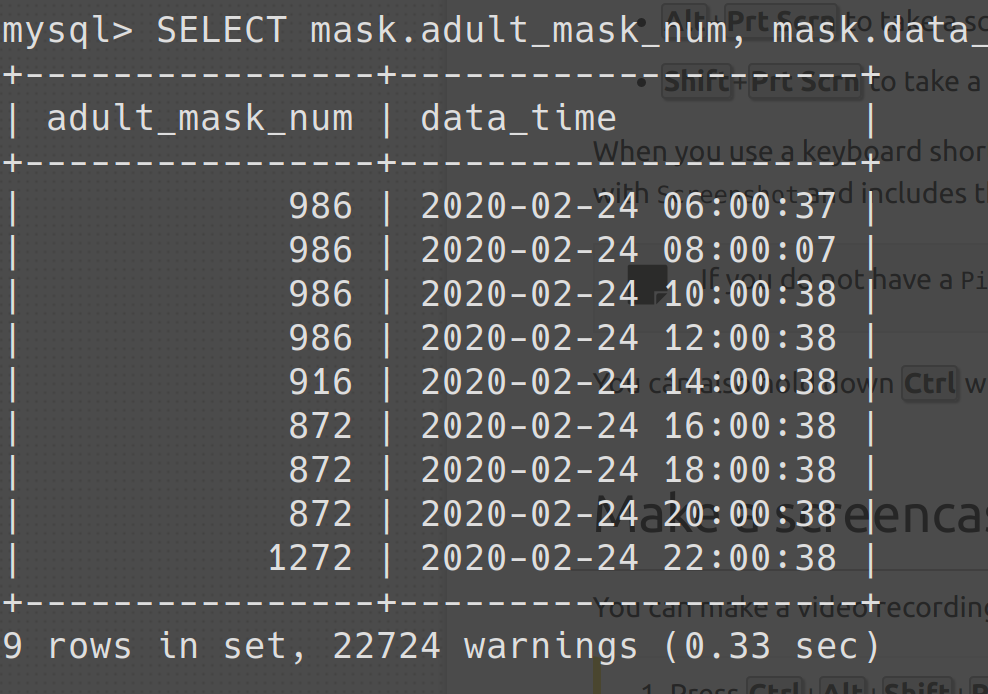 mysql> SELECT mask.adult_mask_num, mask.data_
+----------------+---------------------+
| adult_mask_num | data_time           |
+----------------+---------------------+
|            986 | 2020-02-24 06:00:37 |
|            986 | 2020-02-24 08:00:07 |
|            986 | 2020-02-24 10:00:38 |
|            986 | 2020-02-24 12:00:38 |
|            916 | 2020-02-24 14:00:38 |
|            872 | 2020-02-24 16:00:38 |
|            872 | 2020-02-24 18:00:38 |
|            872 | 2020-02-24 20:00:38 |
|           1272 | 2020-02-24 22:00:38 |
+----------------+---------------------+
9 rows in set, 22724 warnings (0.33 sec)
• Alt+Prt Scrn to take a
• Shift+Prt Scrn to take a
When you use a keyboard
with Screenshot and includes
If you do not have a
You can also hold down Ctrl
Make a
You can make a video recording
1. Press Ctrl+Alt+Shift+